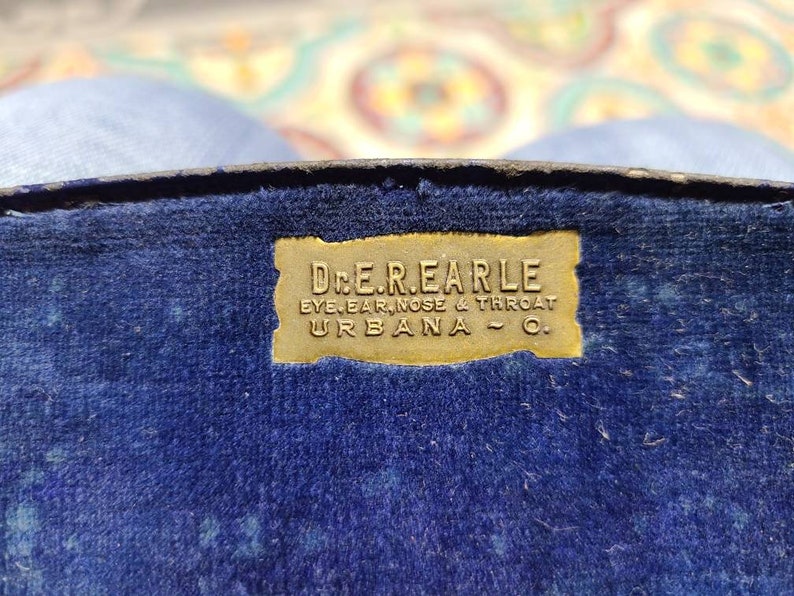 Dr. E. R. EARLE
EYE. EAR, NOSE & THROAT
URBANA ~ O.